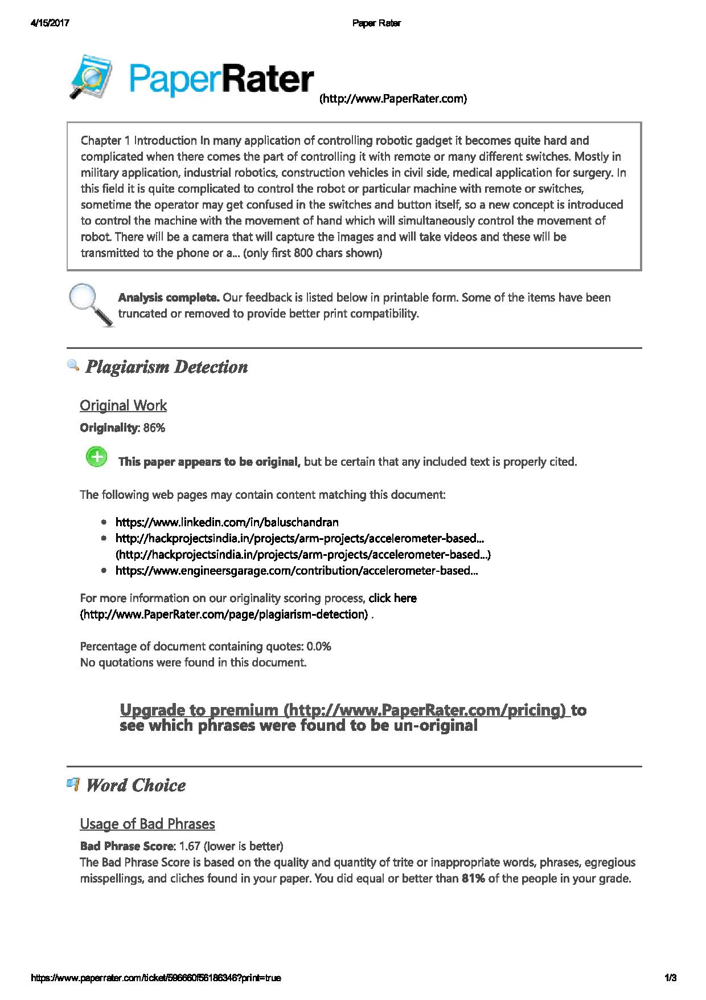 4/15/2017 Paper Rater
PaperRater
(http://www.PaperRater.com)
Chapter 1 Introduction In many application of controlling robotic gadget it becomes quite hard and
complicated when there comes the part of controlling it with remote or many different switches. Mostly in
military application, industrial robotics, construction vehicles in civil side, medical application for surgery. In
this field it is quite complicated to control the robot or particular machine with remote or switches,
sometime the operator may get confused in the switches and button itself, so a new concept is introduced
to control the machine with the movement of hand which will simultaneously control the movement of
robot. There will be a camera that will capture the images and will take videos and these will be
transmitted to the phone or a... (only first 800 chars shown)
Analysis complete. Our feedback is listed below in printable form. Some of the items have been
truncated or removed to provide better print compatibility.
Plagiarism Detection
Original Work
Originality: 86%
This paper appears to be original, but be certain that any included text is properly cited.
The following web pages may contain content matching this document:
https://www.linkedin.com/in/baluschandran
http://hackprojectsindia.in/projects/arm-projects/accelerometer-based...
(http://hackprojectsindia.in/projects/arm-projects/accelerometer-based...)
https://www.engineersgarage.com/contribution/accelerometer-based...
For more information on our originality scoring process, click here
(http://www.PaperRater.com/page/plagiarism-detection) .
Percentage of document containing quotes: 0.0%
No quotations were found in this document.
Upgrade to premium (http://www.PaperRater.com/pricing) to
see which phrases were found to be un-original
Word Choice
Usage of Bad Phrases
Bad Phrase Score: 1.67 (lower is better)
The Bad Phrase Score is based on the quality and quantity of trite or inappropriate words, phrases, egregious
misspellings, and cliches found in your paper. You did equal or better than 81% of the people in your grade.
https://www.paperrater.com/ticket/596660f56186346?print=true 1/3